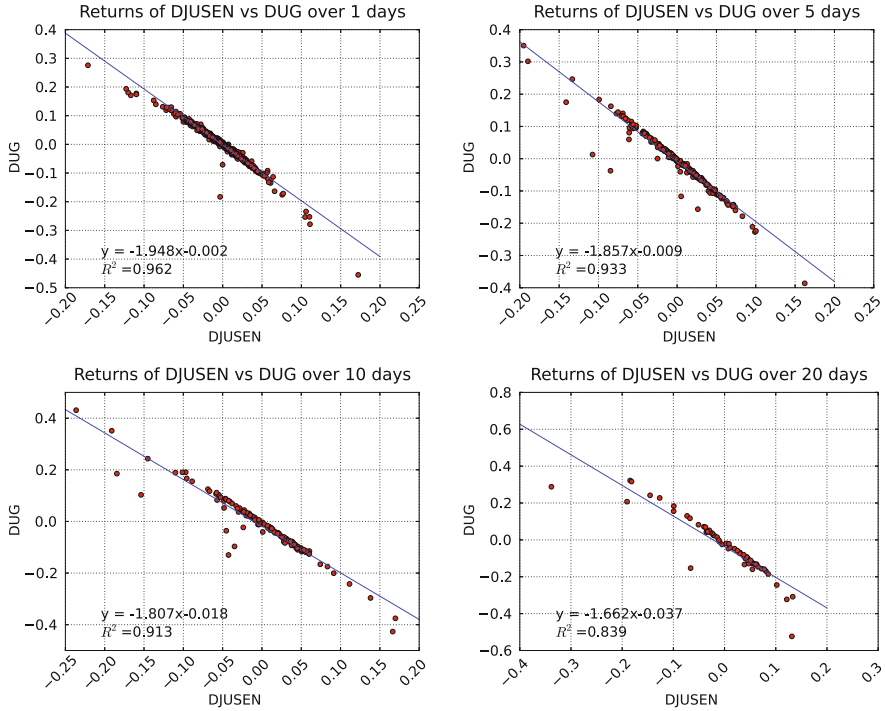 Returns of DJUSEN vs DUG over 1 days
0.4
0.3
0.2
0.1
0.0
−0.1
−0.2
−0.3
−0.4
−0.5
DUG
y = -1.948x-0.002
R² =0.962
−0.20 −0.15 −0.10 −0.05 0.00 0.05 0.10 0.15 0.20 0.25
DJUSEN
Returns of DJUSEN vs DUG over 5 days
0.4
0.3
0.2
0.1
0.0
−0.1
−0.2
−0.3
−0.4
DUG
y = -1.857x-0.009
R² =0.933
−0.20 −0.15 −0.10 −0.05 0.00 0.05 0.10 0.15 0.20 0.25
DJUSEN
Returns of DJUSEN vs DUG over 10 days
0.4
0.2
0.0
−0.2
−0.4
DUG
y = -1.807x-0.018
R² =0.913
−0.25 −0.20 −0.15 −0.10 −0.05 0.00 0.05 0.10 0.15 0.20
DJUSEN
Returns of DJUSEN vs DUG over 20 days
0.8
0.6
0.4
0.2
0.0
−0.2
−0.4
−0.6
DUG
y = -1.662x-0.037
R² =0.839
−0.4 −0.3 −0.2 −0.1 0.0 0.1 0.2 0.3
DJUSEN